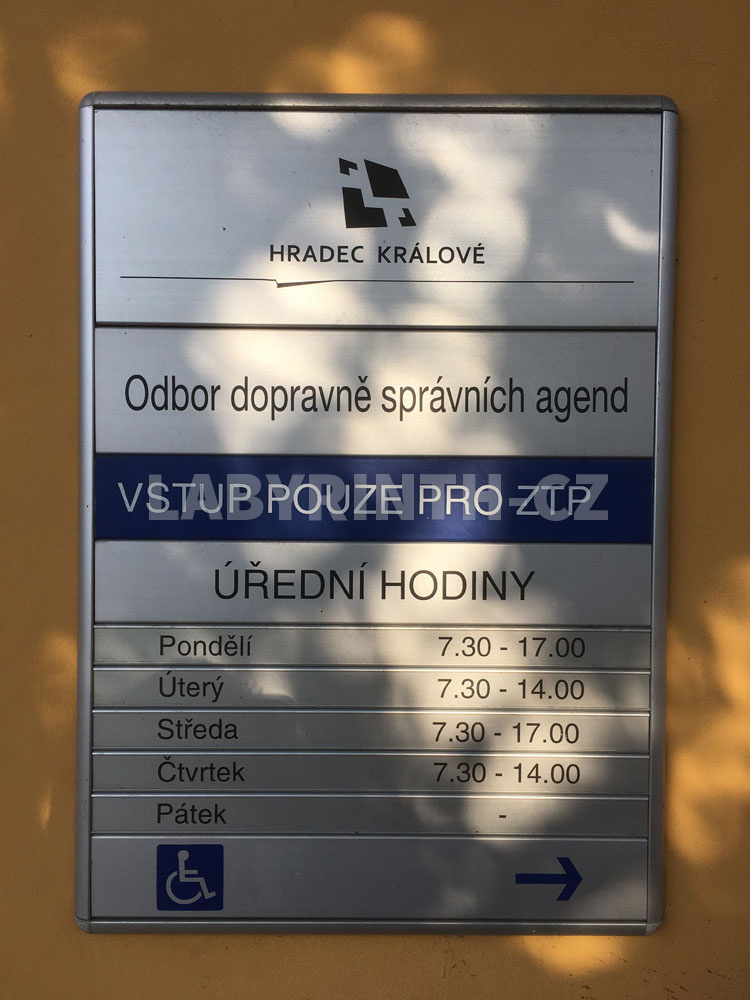 HRADEC KRÁLOVÉ
Odbor dopravně správních agend
VSTUP POUZE PRO ZTP
LABYRINTH-CZ
ÚŘEDNÍ HODINY
Pondělí 7.30 - 17.00
Úterý 7.30 - 14.00
Středa 7.30 - 17.00
Čtvrtek 7.30 - 14.00
Pátek -